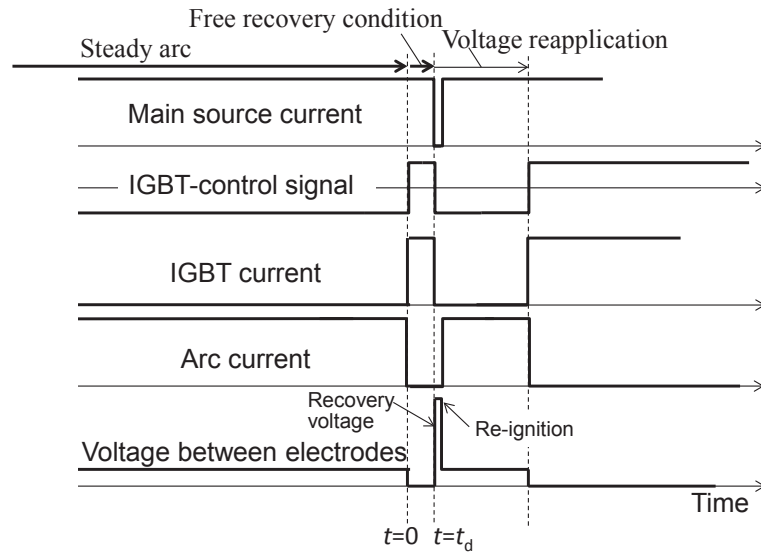 Free recovery condition
Steady arc
Voltage reapplication
Main source current
IGBT-control signal
IGBT current
Arc current
Recovery
voltage
Re-ignition
Voltage between electrodes
Time
t=0
t=td